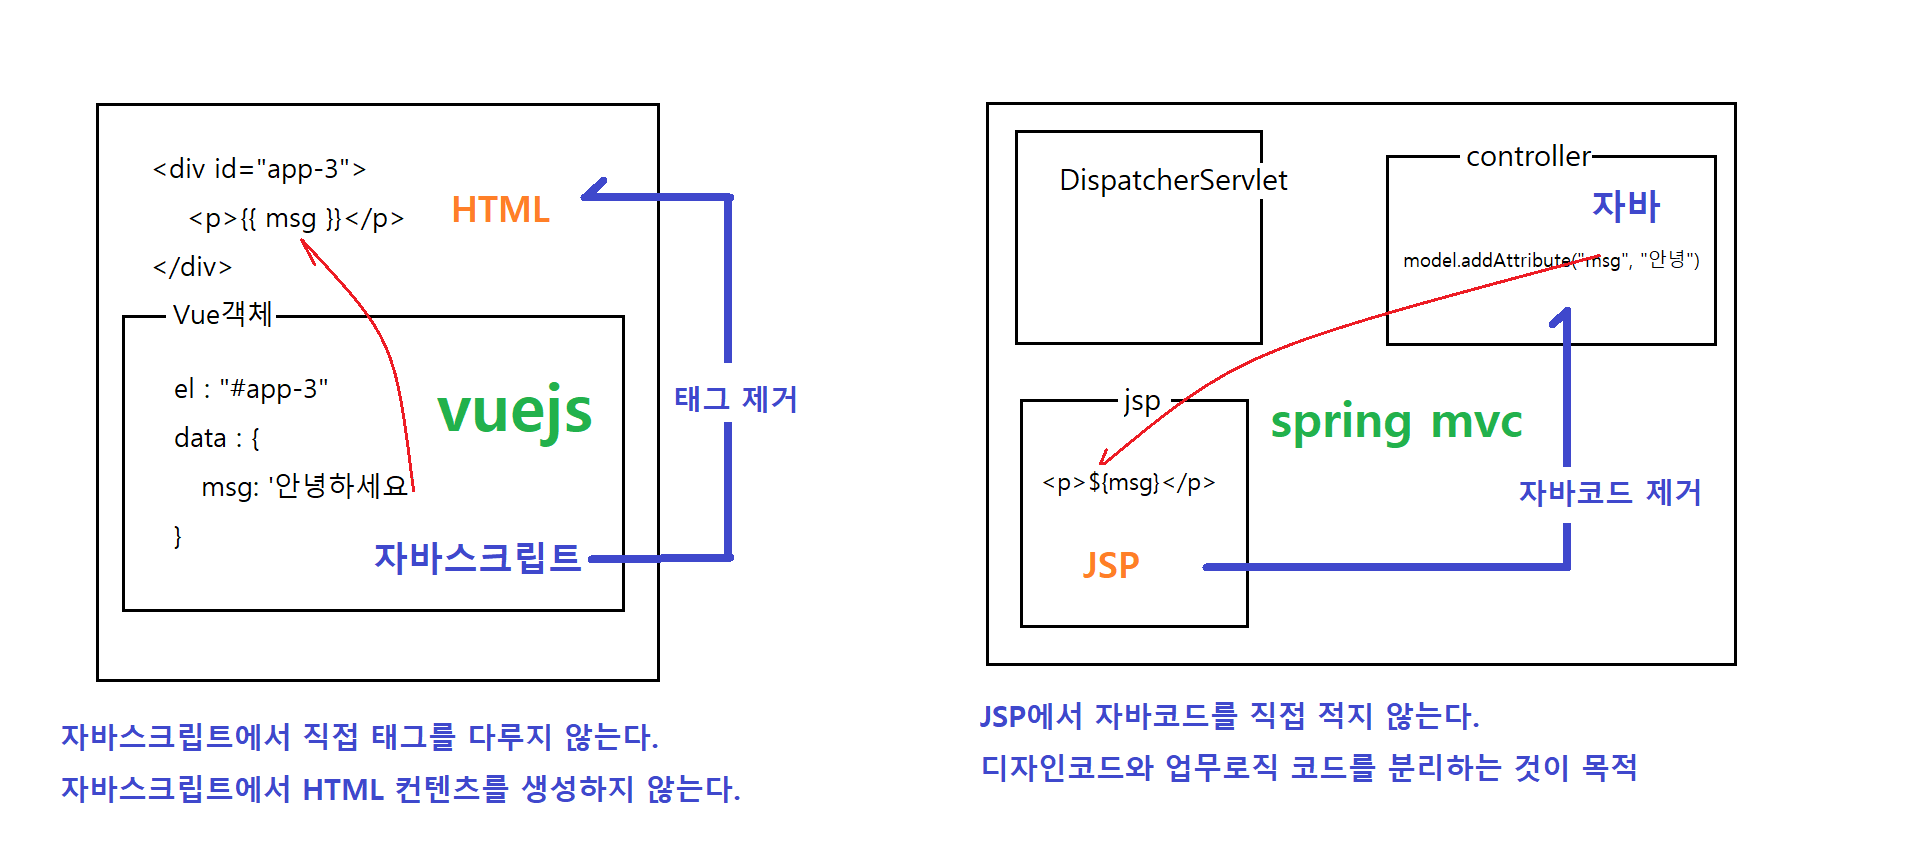 <div id="app-3">
<p>{{ msg }}</p>
HTML
</div>
Vue객체
el : "#app-3"
data : {
msg: '안녕하세요
}
vuejs
자바스크립트
태그 제거
자바스크립트에서 직접 태그를 다루지 않는다.
자바스크립트에서 HTML 컨텐츠를 생성하지 않는다.
DispatcherServlet
controller
자바
model.addAttribute("msg", "안녕")
jsp
<p>${msg}</p>
JSP
spring mvc
자바코드 제거
JSP에서 자바코드를 직접 적지 않는다.
디자인코드와 업무로직 코드를 분리하는 것이 목적